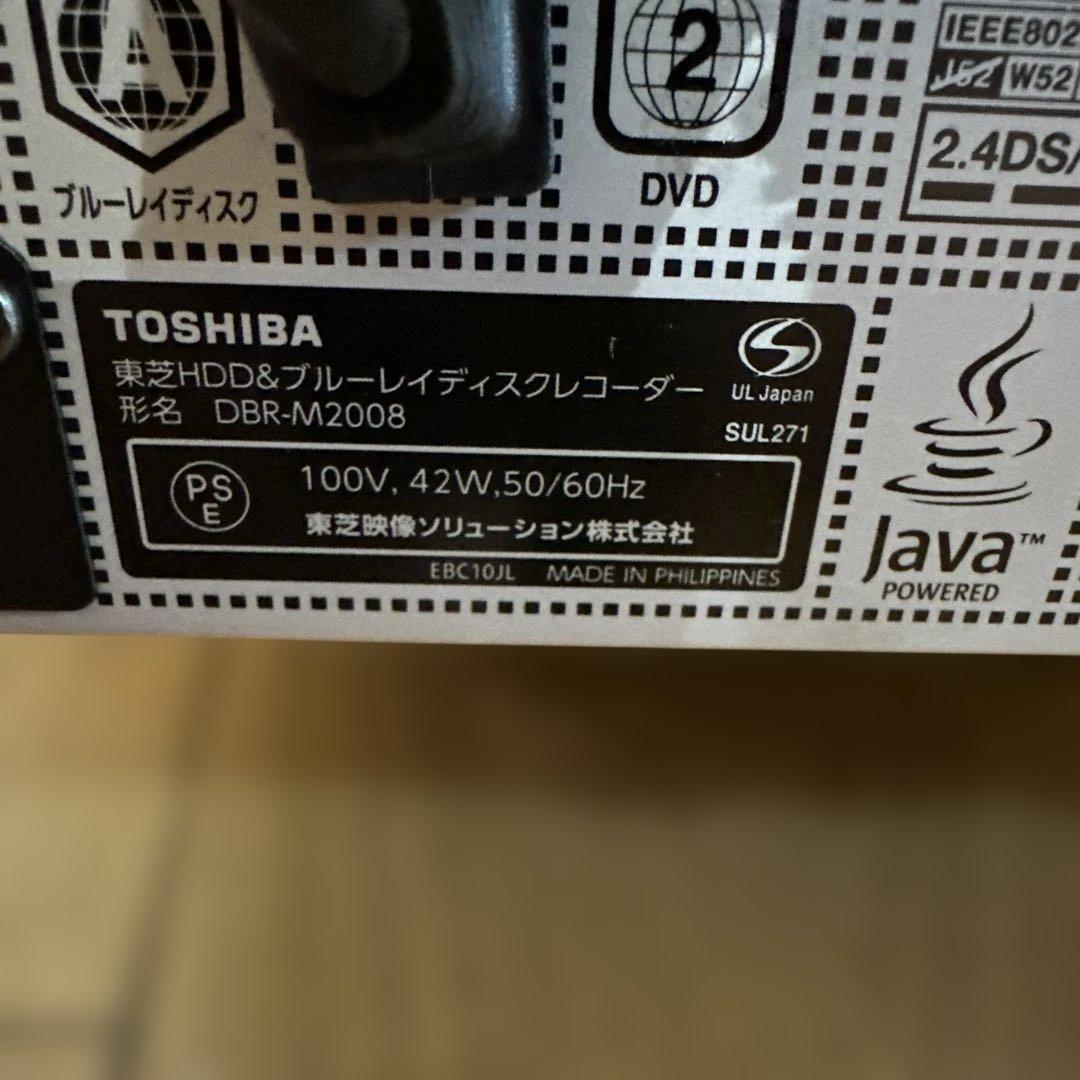 A
2
IEEE802
J52 W52
2.4DS/
ブルーレイディスク
DVD
TOSHIBA
東芝HDD&ブルーレイディスクレコーダー
形名 DBR-M2008
S
UL Japan
SUL271
PS
E
100V, 42W,50/60Hz
東芝映像ソリューション株式会社
EBC10JL MADE IN PHILIPPINES
Java™
POWERED